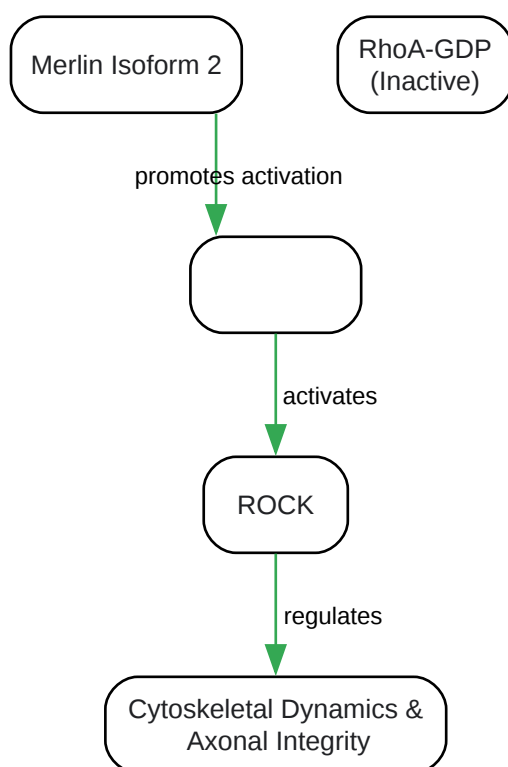 Merlin Isoform 2
RhoA-GDP
(Inactive)
promotes activation
activates
ROCK
regulates
Cytoskeletal Dynamics &
Axonal Integrity